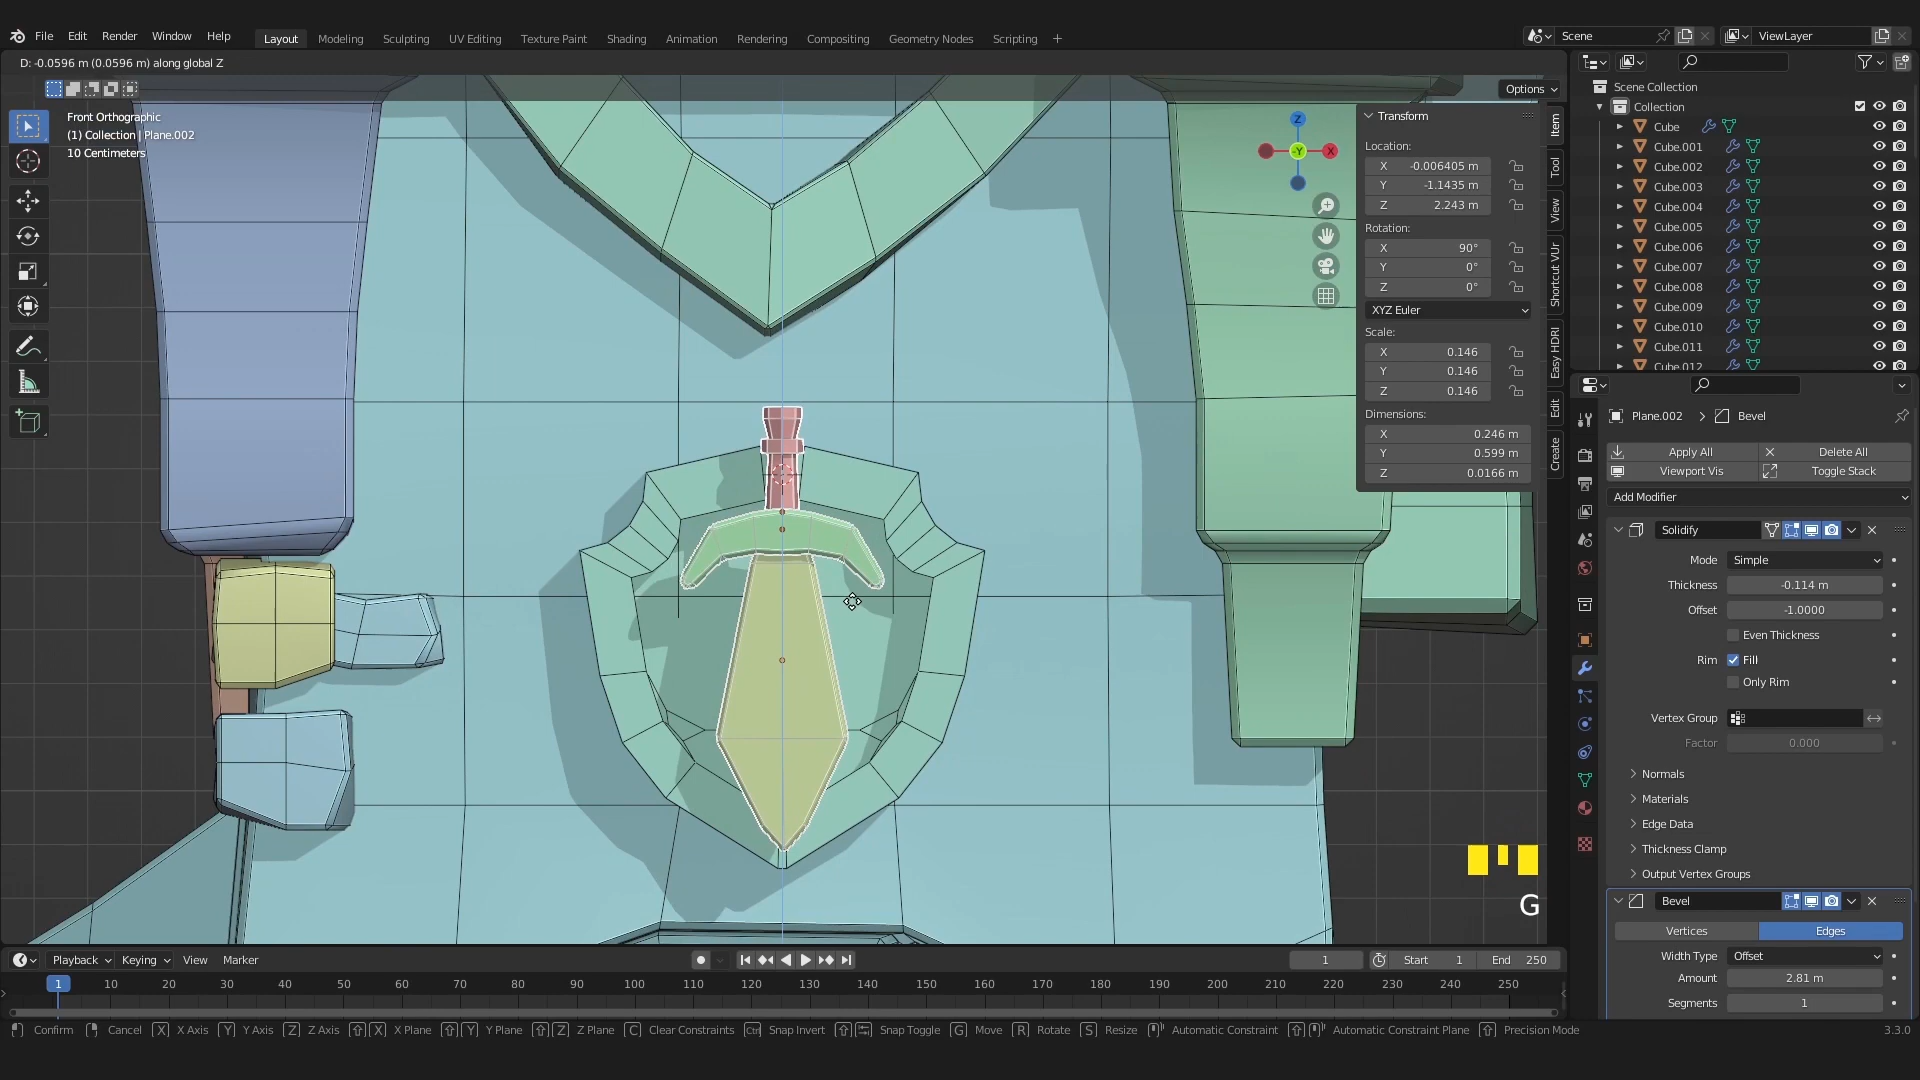 File Edit Render Window Help Layout Modeling Sculpting UV Editing Texture Paint Shading Animation Rendering Compositing Geometry Nodes Scripting + Scene ViewLayer
D: -0.0596 m (0.0596 m) along global Z
Options
Front Orthographic
(1) Collection | Plane.002
10 Centimeters
Z
-Y
X
Transform
Location:
X -0.006405 m
Y -1.1435 m
Z 2.243 m
Rotation:
X 90°
Y 0°
Z 0°
XYZ Euler
Scale:
X 0.146
Y 0.146
Z 0.146
Dimensions:
X 0.246 m
Y 0.599 m
Z 0.0166 m
Item
Tool
View
Shortcut VUr
Easy HDRI
Edit
Create
Scene Collection
Collection
Cube
Cube.001
Cube.002
Cube.003
Cube.004
Cube.005
Cube.006
Cube.007
Cube.008
Cube.009
Cube.010
Cube.011
Cube.012
Plane.002 > Bevel
Apply All Delete All
Viewport Vis Toggle Stack
Add Modifier
Solidify
Mode Simple
Thickness -0.114 m
Offset -1.0000
Even Thickness
Rim Fill
Only Rim
Vertex Group
Factor 0.000
Normals
Materials
Edge Data
Thickness Clamp
Output Vertex Groups
Bevel
Vertices Edges
Width Type Offset
Amount 2.81 m
Segments 1
G
Playback Keying View Marker 1 Start 1 End 250
1 10 20 30 40 50 60 70 80 90 100 110 120 130 140 150 160 170 180 190 200 210 220 230 240 250
Confirm Cancel X X Axis Y Y Axis Z Z Axis X X Plane Y Y Plane Z Z Plane C Clear Constraints Ctrl Snap Invert Snap Toggle G Move R Rotate S Resize Automatic Constraint Automatic Constraint Plane Precision Mode 3.3.0